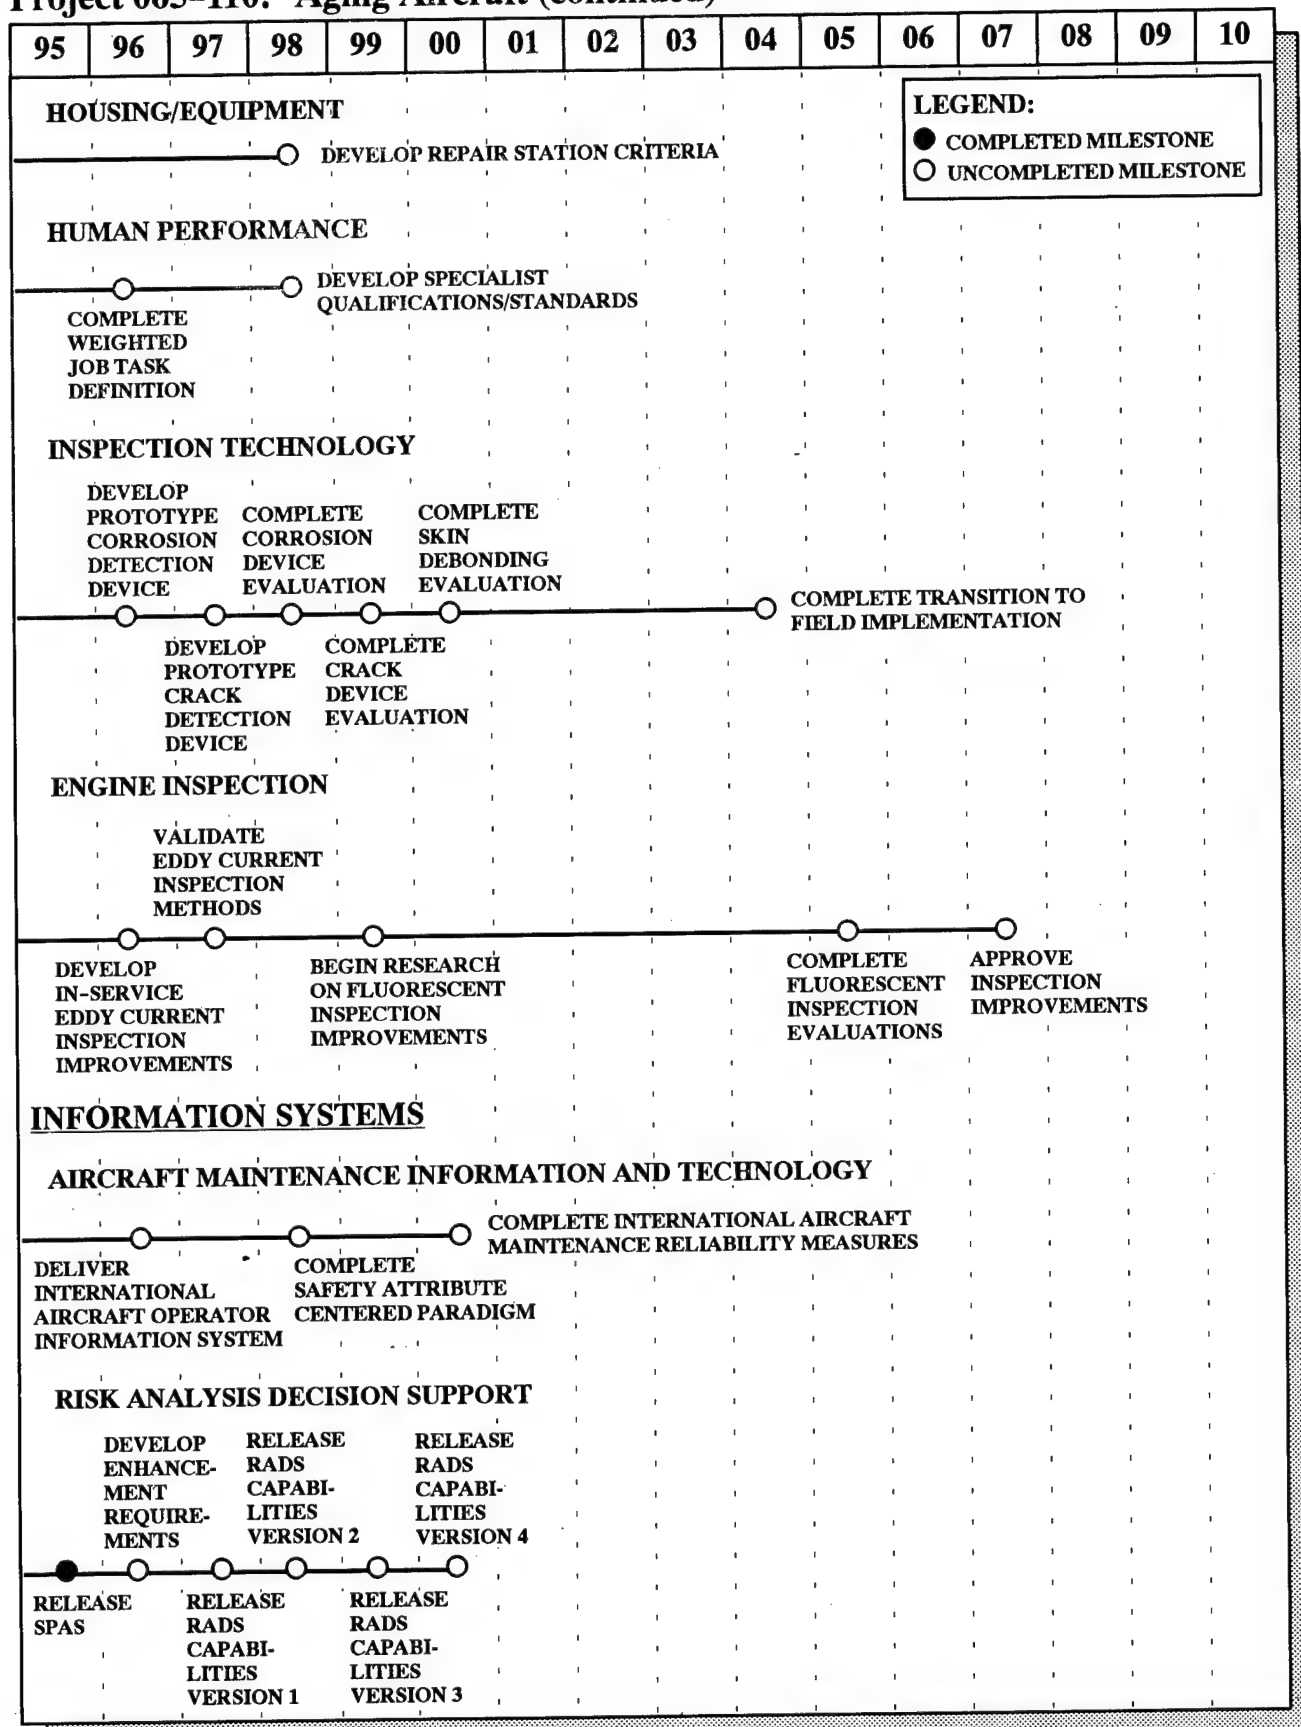 Project 065-110: Aging Aircraft (continued)
95 96 97 98 99 00 01 02 03 04 05 06 07 08 09 10
LEGEND:
COMPLETED MILESTONE
UNCOMPLETED MILESTONE
HOUSING/EQUIPMENT
DEVELOP REPAIR STATION CRITERIA
HUMAN PERFORMANCE
DEVELOP SPECIALIST
QUALIFICATIONS/STANDARDS
COMPLETE
WEIGHTED
JOB TASK
DEFINITION
INSPECTION TECHNOLOGY
DEVELOP
PROTOTYPE
CORROSION
DETECTION
DEVICE
COMPLETE
CORROSION
DEVICE
EVALUATION
COMPLETE
SKIN
DEBONDING
EVALUATION
COMPLETE TRANSITION TO
FIELD IMPLEMENTATION
DEVELOP
PROTOTYPE
CRACK
DETECTION
DEVICE
COMPLETE
CRACK
DEVICE
EVALUATION
ENGINE INSPECTION
VALIDATE
EDDY CURRENT
INSPECTION
METHODS
DEVELOP
IN-SERVICE
EDDY CURRENT
INSPECTION
IMPROVEMENTS
BEGIN RESEARCH
ON FLUORESCENT
INSPECTION
IMPROVEMENTS
COMPLETE
FLUORESCENT
INSPECTION
EVALUATIONS
APPROVE
INSPECTION
IMPROVEMENTS
INFORMATION SYSTEMS
AIRCRAFT MAINTENANCE INFORMATION AND TECHNOLOGY
COMPLETE INTERNATIONAL AIRCRAFT
MAINTENANCE RELIABILITY MEASURES
DELIVER
INTERNATIONAL
AIRCRAFT OPERATOR
INFORMATION SYSTEM
COMPLETE
SAFETY ATTRIBUTE
CENTERED PARADIGM
RISK ANALYSIS DECISION SUPPORT
DEVELOP
ENHANCE-
MENT
REQUIRE-
MENTS
RELEASE
RADS
CAPABI-
LITIES
VERSION 2
RELEASE
RADS
CAPABI-
LITIES
VERSION 4
RELEASE
SPAS
RELEASE
RADS
CAPABI-
LITIES
VERSION 1
RELEASE
RADS
CAPABI-
LITIES
VERSION 3